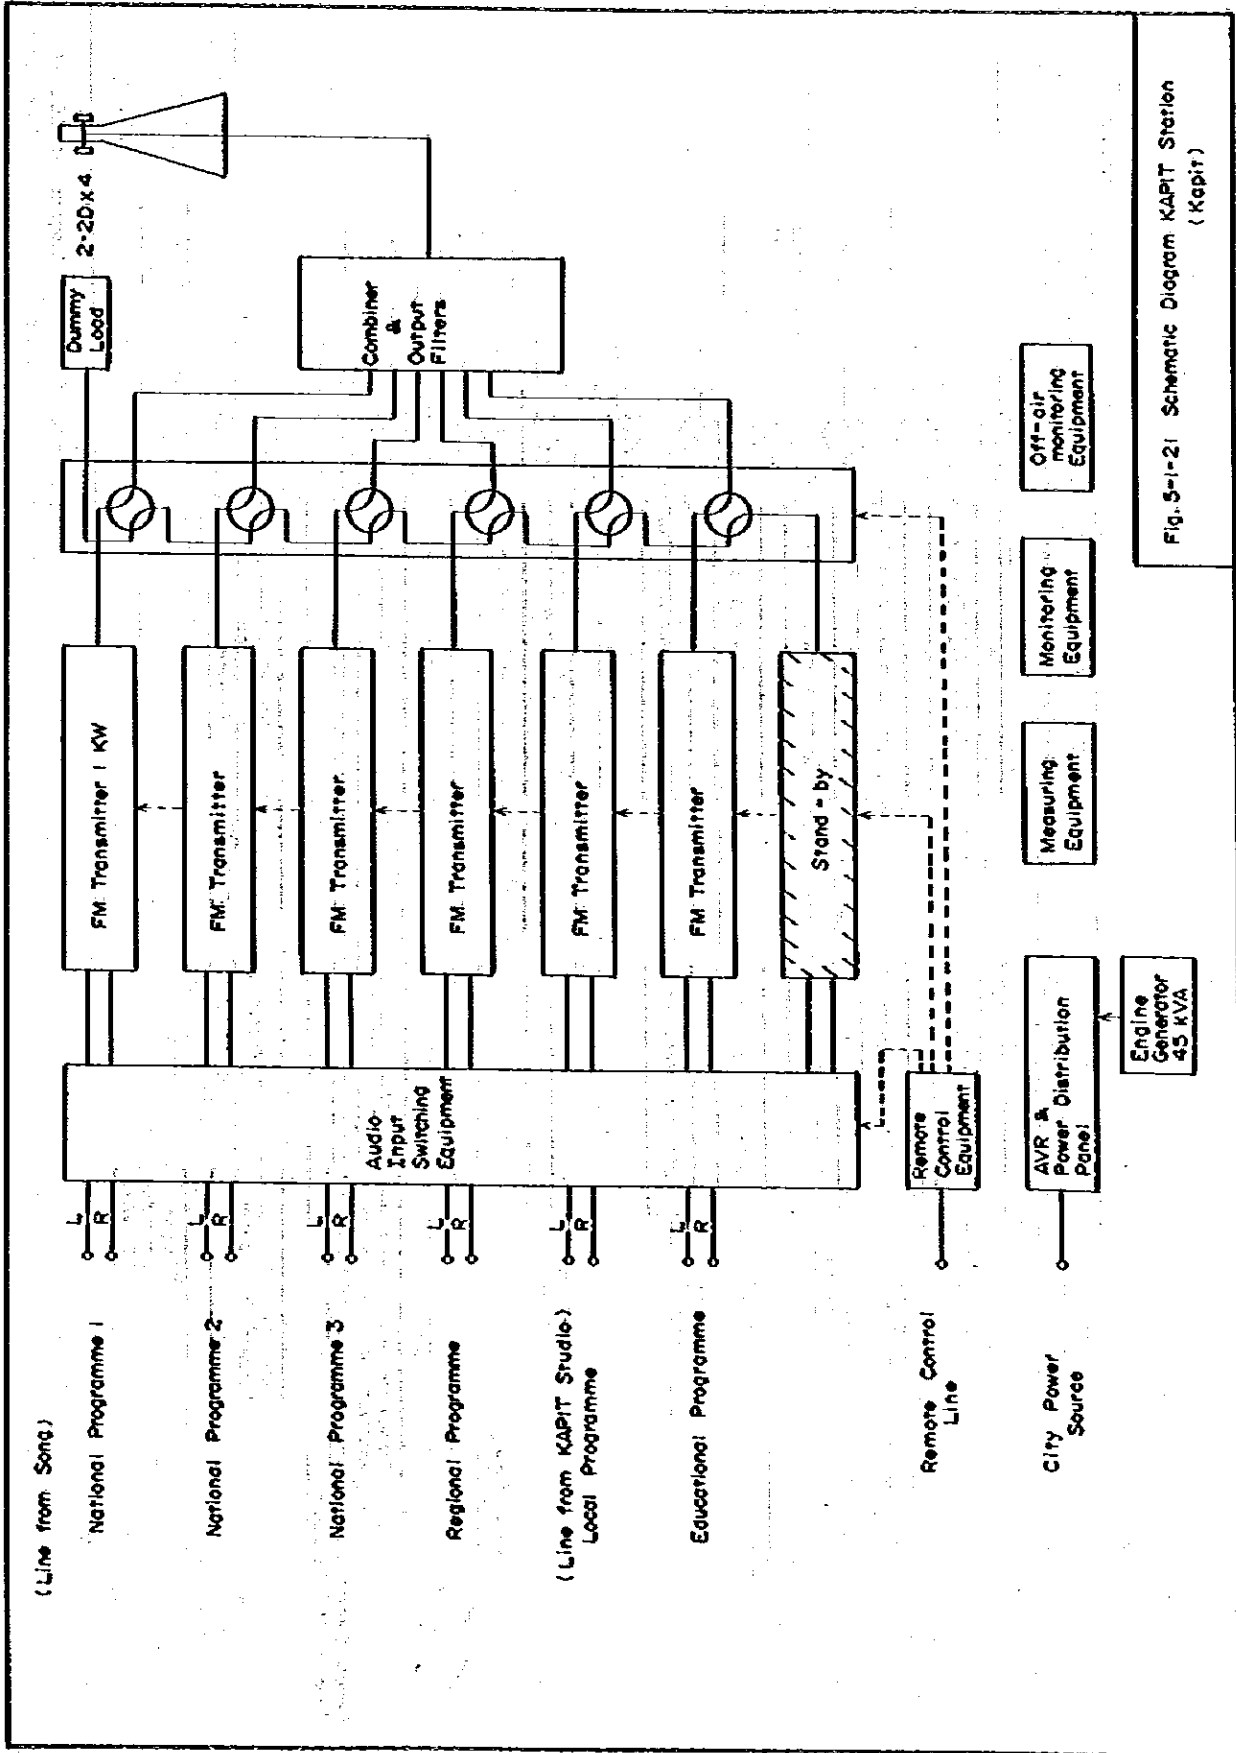 (Line from Song)
National Programme 1
L
R
National Programme 2
L
R
National Programme 3
L
R
Regional Programme
L
R
(Line from KAPIT Studio)
Local Programme
L
R
Educational Programme
L
R
Remote Control
Line
City Power
Source
Audio
Input
Switching
Equipment
Remote
Control
Equipment
AVR &
Power Distribution
Panel
Engine
Generator
45 KVA
FM Transmitter 1 KW
FM Transmitter
FM Transmitter
FM Transmitter
FM Transmitter
FM Transmitter
Stand-by
Measuring
Equipment
Monitoring
Equipment
Off-air
monitoring
Equipment
Dummy
Load
2-2D×4
Combiner
&
Output
Filters
Fig. 5-1-21 Schematic Diagram KAPIT Station
(Kapit)